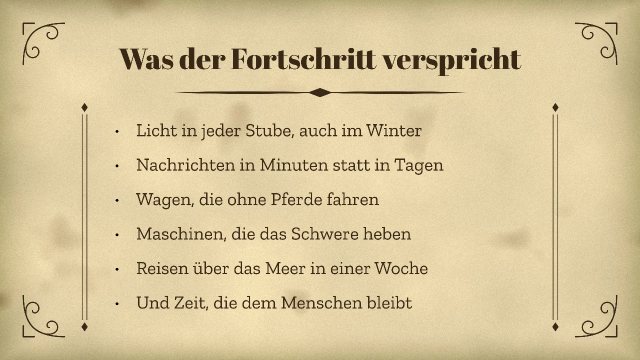 Was der Fortschritt verspricht
• Licht in jeder Stube, auch im Winter
• Nachrichten in Minuten statt in Tagen
• Wagen, die ohne Pferde fahren
• Maschinen, die das Schwere heben
• Reisen über das Meer in einer Woche
• Und Zeit, die dem Menschen bleibt